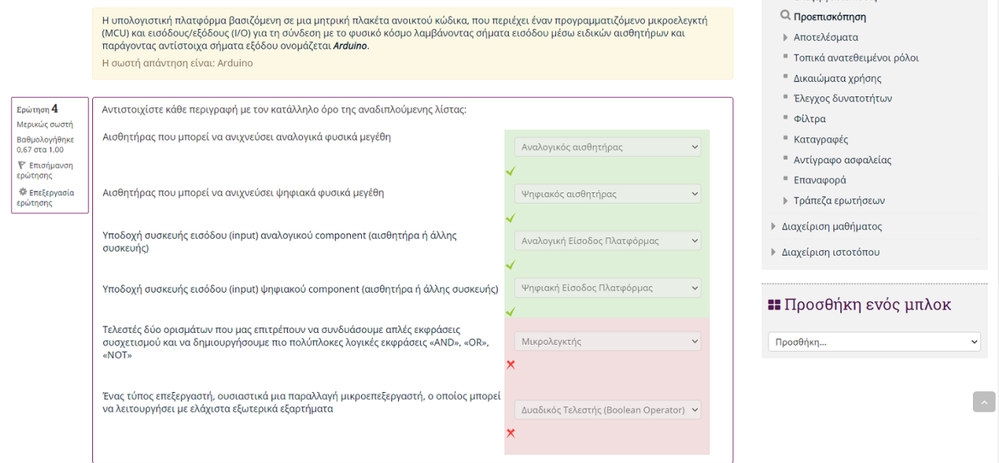 Η υπολογιστική πλατφόρμα βασιζόμενη σε μια μητρική πλακέτα ανοικτού κώδικα, που περιέχει έναν προγραμματιζόμενο μικροελεγκτή
(MCU) και εισόδους/εξόδους (I/O) για τη σύνδεση με το φυσικό κόσμο λαμβάνοντας σήματα εισόδου μέσω ειδικών αισθητήρων και
παράγοντας αντίστοιχα σήματα εξόδου ονομάζεται Arduino.
Η σωστή απάντηση είναι: Arduino
Ερώτηση 4
Μερικώς σωστή
Βαθμολογήθηκε
0,67 στα 1,00
Επισήμανση
ερώτησης
Επεξεργασία
ερώτησης
Αντιστοιχίστε κάθε περιγραφή με τον κατάλληλο όρο της αναδιπλούμενης λίστας:
Αισθητήρας που μπορεί να ανιχνεύσει αναλογικά φυσικά μεγέθη
Αναλογικός αισθητήρας
Αισθητήρας που μπορεί να ανιχνεύσει ψηφιακά φυσικά μεγέθη
Ψηφιακός αισθητήρας
Υποδοχή συσκευής εισόδου (input) αναλογικού component (αισθητήρα ή άλλης
συσκευής)
Αναλογική Είσοδος Πλατφόρμας
Υποδοχή συσκευής εισόδου (input) ψηφιακού component (αισθητήρα ή άλλης συσκευής)
Ψηφιακή Είσοδος Πλατφόρμας
Τελεστές δύο ορισμάτων που μας επιτρέπουν να συνδυάσουμε απλές εκφράσεις
συσχετισμού και να δημιουργήσουμε πιο πολύπλοκες λογικές εκφράσεις «AND», «OR»,
«NOT»
Μικρολεγκτής
Ένας τύπος επεξεργαστή, ουσιαστικά μια παραλλαγή μικροεπεξεργαστή, ο οποίος μπορεί
να λειτουργήσει με ελάχιστα εξωτερικά εξαρτήματα
Δυαδικός Τελεστής (Boolean Operator)
Προεπισκόπηση
Αποτελέσματα
Τοπικά ανατεθειμένοι ρόλοι
Δικαιώματα χρήσης
Έλεγχος δυνατοτήτων
Φίλτρα
Καταγραφές
Αντίγραφο ασφαλείας
Επαναφορά
Τράπεζα ερωτήσεων
Διαχείριση μαθήματος
Διαχείριση ιστοτόπου
Προσθήκη ενός μπλοκ
Προσθήκη...